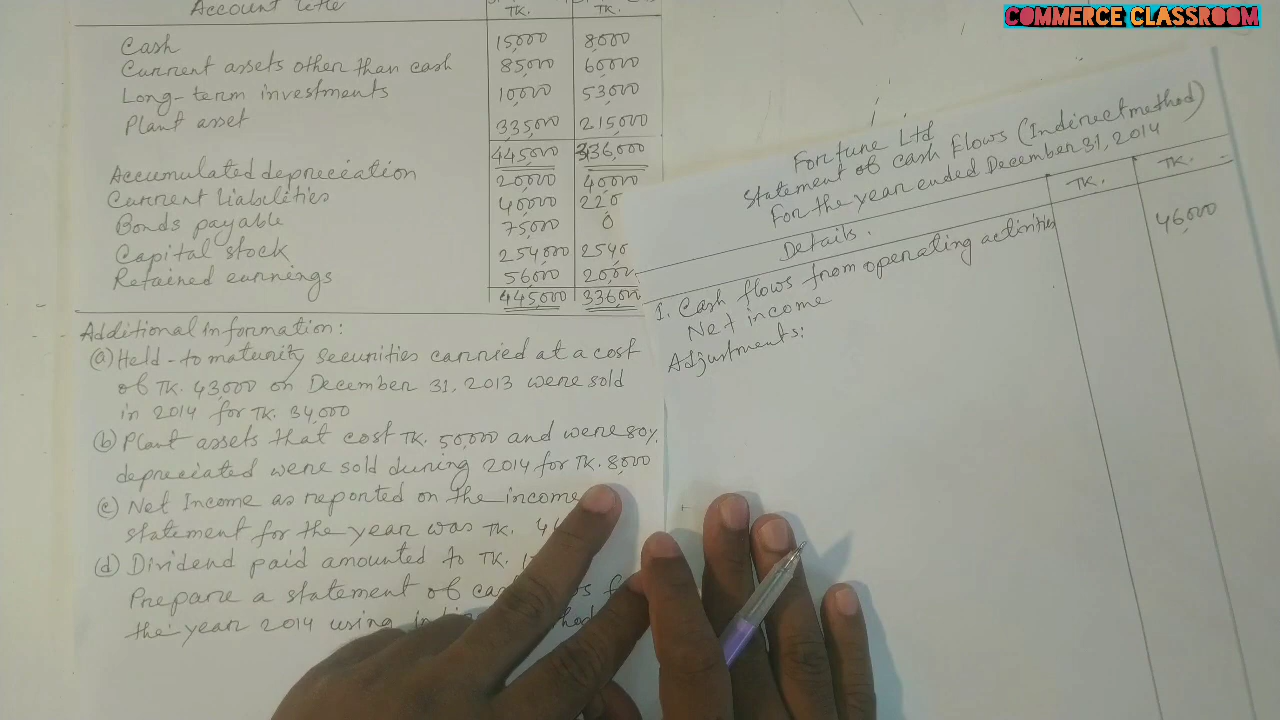 COMMERCE CLASSROOM
Account title
TK. TK.
Cash 15,000 8,000
Current assets other than cash 85,000 60,000
Long-term investments 10,000 53,000
Plant asset 335,000 215,000
445,000 336,000
Accumulated depreciation 20,000 40,000
Current liabilities 40,000 220
Bonds payable 75,000 0
Capital stock 254,000 2540
Retained earnings 56,000 20,00
445,000 336,000
Additional information:
(a) Held-to maturity securities carried at a cost
of TK. 43,000 on December 31, 2013 were sold
in 2014 for TK. 34,000
(b) Plant assets that cost TK. 50,000 and were 80%
depreciated were sold during 2014 for TK. 8,000
(c) Net Income as reported on the income
statement for the year was TK. 46
(d) Dividend paid amounted to TK.
Prepare a statement of
the year 2014 using
Fortune Ltd
Statement of Cash Flows (Indirect method)
For the year ended December 31, 2014
Details. TK. TK.
1. Cash flows from operating activities
Net income 46,000
Adjustments: